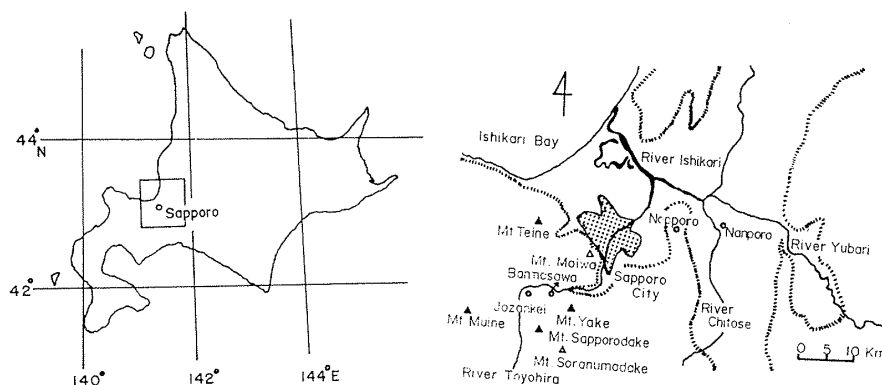 44°
N
Sapporo
42°
140°
142°
144°E
4
Ishikari Bay
River Ishikari
Mt Teine
Nopporo
Nanporo
River Yubari
Mt. Moiwa
Bannosawa
Sapporo
City
Jozankei
River
Chitose
Mt. Muine
Mt. Yake
Mt. Sapporodake
Mt. Soranumadake
River Toyohira
0 5 10 Km